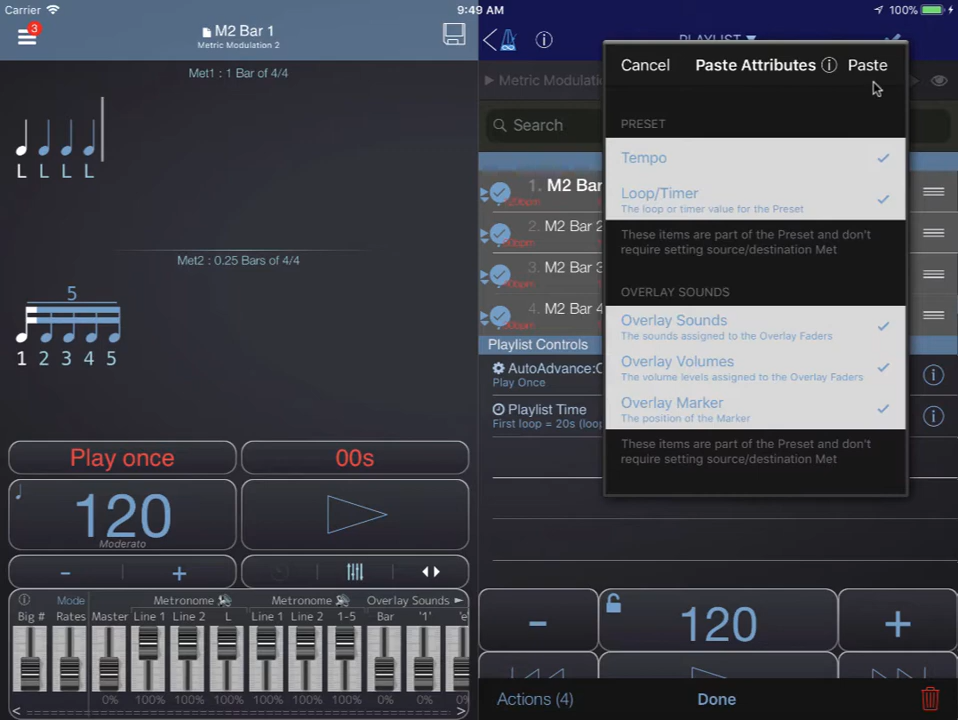 Carrier
9:49 AM
100%
3
M2 Bar 1
Metric Modulation 2
Met1 : 1 Bar of 4/4
L L L L
Met2 : 0.25 Bars of 4/4
5
1 2 3 4 5
Play once
00s
120
Moderato
- +
Mode
Metronome
Metronome
Overlay Sounds
Big # Rates Master Line 1 Line 2 L Line 1 Line 2 1-5 Bar '1' 'e'
0% 100% 100% 100% 100% 100% 100% 0% 0%
< >
PLAYLIST
Metric Modulatio
Search
1. M2 Bar
2. M2 Bar 2
3. M2 Bar 3
4. M2 Bar 4
Playlist Controls
AutoAdvance:
Play Once
Playlist Time
First loop = 20s (loo
Cancel
Paste Attributes
Paste
PRESET
Tempo
Loop/Timer
The loop or timer value for the Preset
These items are part of the Preset and don't
require setting source/destination Met
OVERLAY SOUNDS
Overlay Sounds
The sounds assigned to the Overlay Faders
Overlay Volumes
The volume levels assigned to the Overlay Faders
Overlay Marker
The position of the Marker
These items are part of the Preset and don't
require setting source/destination Met
- 120 +
Actions (4)
Done